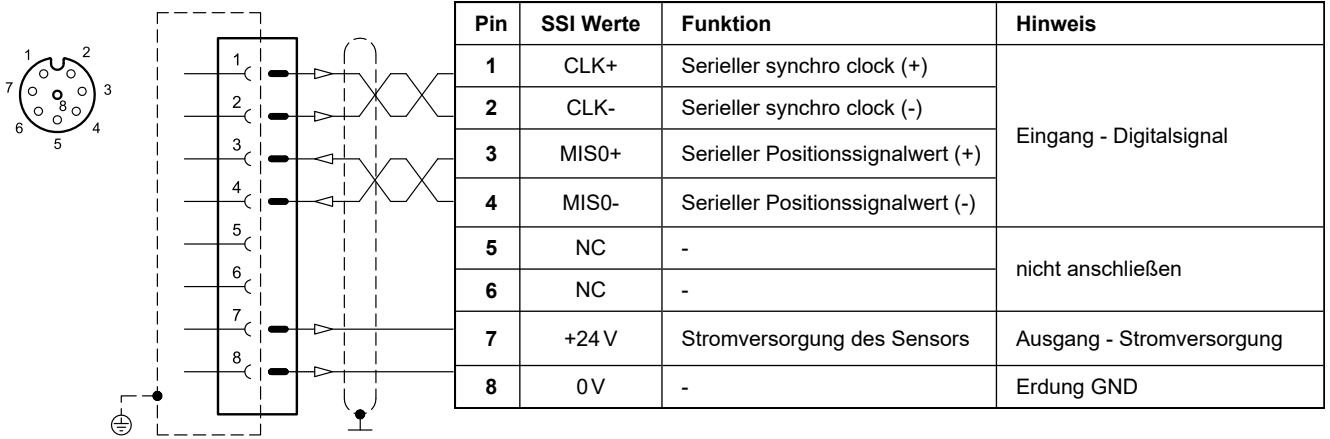 1 2
7 8 3
6 4
5
1
2
3
4
5
6
7
8
Pin SSI Werte Funktion Hinweis
1 CLK+ Serieller synchro clock (+)
2 CLK- Serieller synchro clock (-)
Eingang - Digitalsignal
3 MIS0+ Serieller Positionssignalwert (+)
4 MIS0- Serieller Positionssignalwert (-)
5 NC -
nicht anschließen
6 NC -
7 +24 V Stromversorgung des Sensors Ausgang - Stromversorgung
8 0 V - Erdung GND